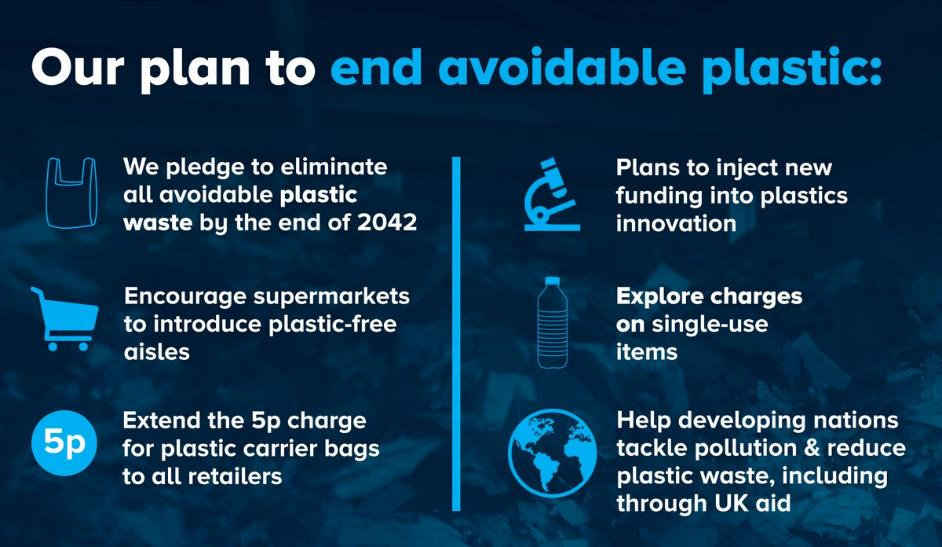 Our plan to end avoidable plastic:
We pledge to eliminate
all avoidable plastic
waste by the end of 2042
Encourage supermarkets
to introduce plastic-free
aisles
5p
Extend the 5p charge
for plastic carrier bags
to all retailers
Plans to inject new
funding into plastics
innovation
Explore charges
on single-use
items
Help developing nations
tackle pollution & reduce
plastic waste, including
through UK aid